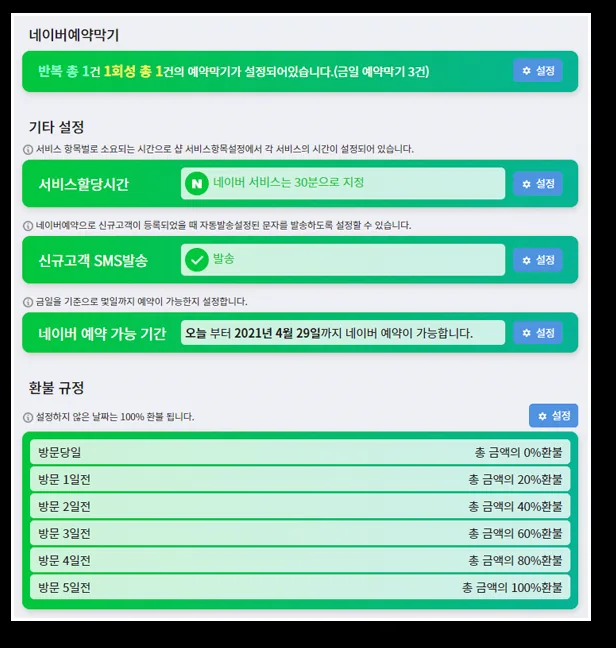 네이버예약막기
반복 총 1건 1회성 총 1건의 예약막기가 설정되어있습니다.(금일 예약막기 3건)
설정
기타 설정
서비스 항목별로 소요되는 시간으로 샵 서비스항목설정에서 각 서비스의 시간이 설정되어 있습니다.
서비스할당시간
N 네이버 서비스는 30분으로 지정
설정
네이버예약으로 신규고객이 등록되었을 때 자동발송설정된 문자를 발송하도록 설정할 수 있습니다.
신규고객 SMS발송
발송
설정
금일을 기준으로 몇일까지 예약이 가능한지 설정합니다.
네이버 예약 가능 기간
오늘 부터 2021년 4월 29일까지 네이버 예약이 가능합니다.
설정
환불 규정
설정하지 않은 날짜는 100% 환불 됩니다.
설정
방문당일 총 금액의 0%환불
방문 1일전 총 금액의 20%환불
방문 2일전 총 금액의 40%환불
방문 3일전 총 금액의 60%환불
방문 4일전 총 금액의 80%환불
방문 5일전 총 금액의 100%환불